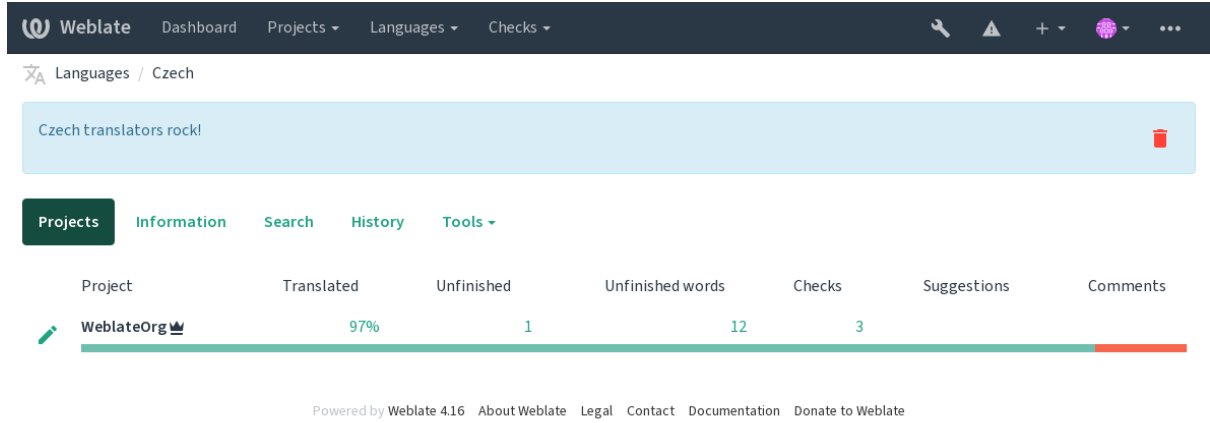 Weblate Dashboard Projects Languages Checks
Languages / Czech
Czech translators rock!
Projects Information Search History Tools
Project Translated Unfinished Unfinished words Checks Suggestions Comments
WeblateOrg 97% 1 12 3
Powered by Weblate 4.16 About Weblate Legal Contact Documentation Donate to Weblate